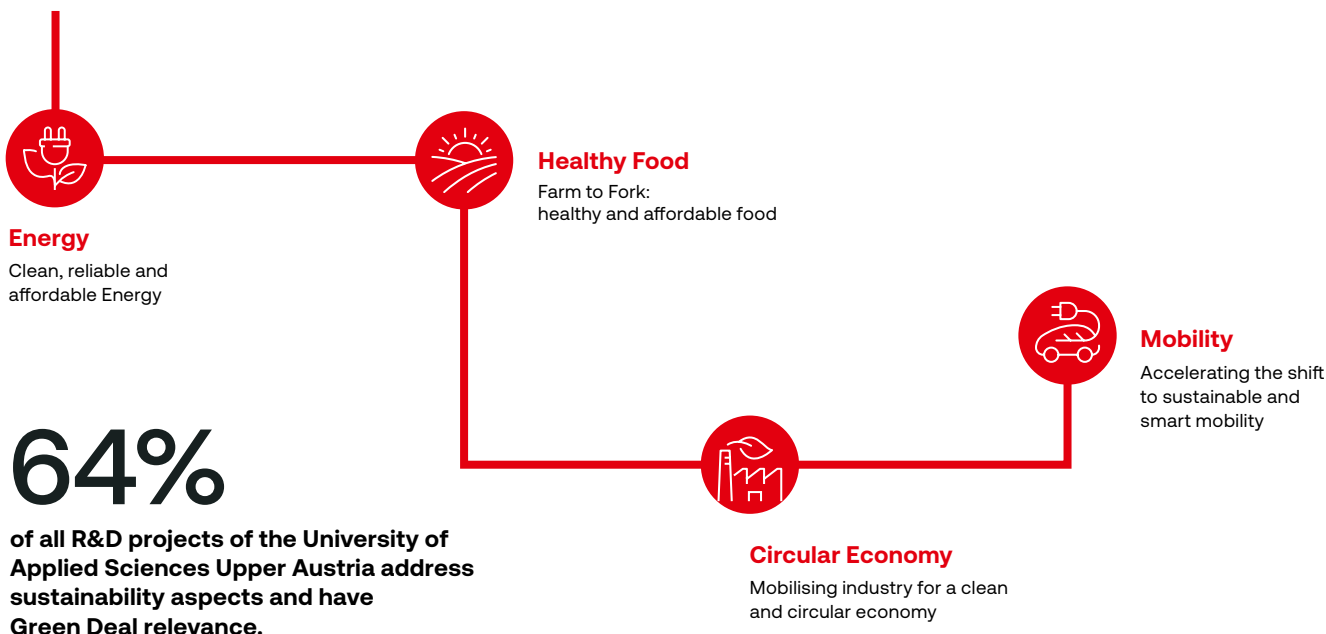 Healthy Food
Farm to Fork:
healthy and affordable food
Energy
Clean, reliable and
affordable Energy
Mobility
Accelerating the shift
to sustainable and
smart mobility
64%
of all R&D projects of the University of
Applied Sciences Upper Austria address
sustainability aspects and have
Green Deal relevance.
Circular Economy
Mobilising industry for a clean
and circular economy